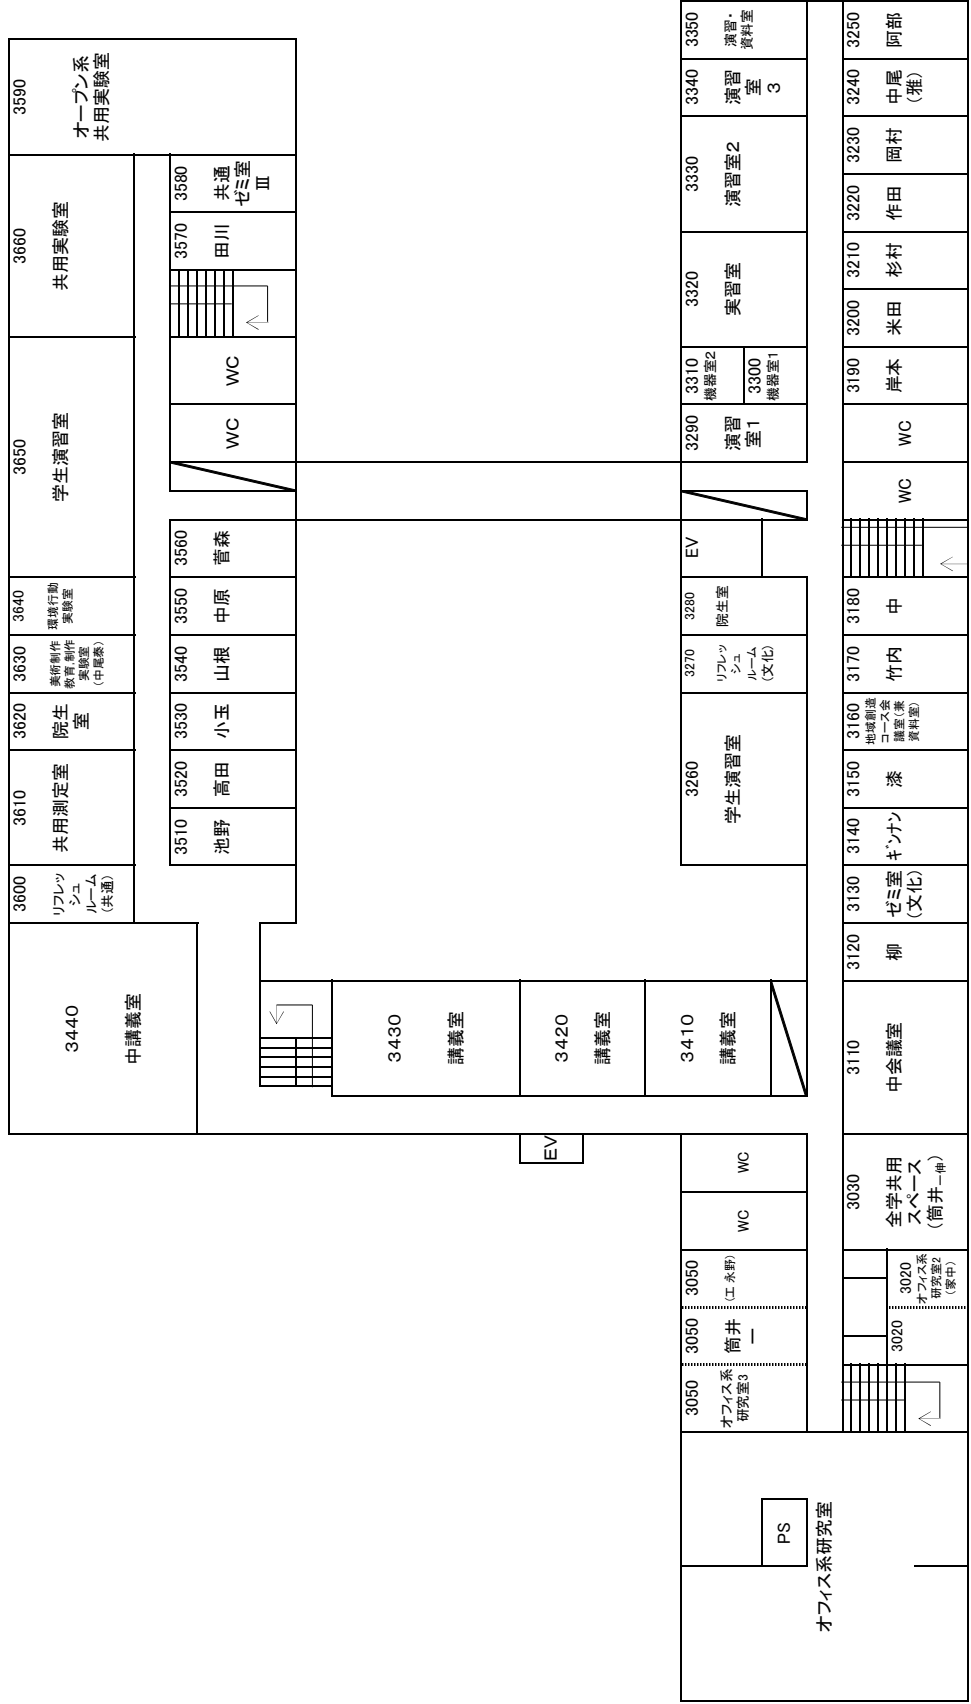 3590
オープン系
共用実験室
3660
共用実験室
3650
学生演習室
3640
環境行動
実験室
3630
美術制作
教育,制作
実験室
(中尾泰)
3620
院生
室
3610
共用測定室
3600
リフレッ
シュ
ルーム
(共通)
3440
中講義室
3580
共通
ゼミ室
Ⅲ
3570
田川
WC
WC
3560
菅森
3550
中原
3540
山根
3530
小玉
3520
高田
3510
池野
3430
講義室
3420
講義室
3410
講義室
EV
3350
演習・
資料室
3340
演習
室
3
3330
演習室2
3320
実習室
3310
機器室2
3300
機器室1
3290
演習
室1
EV
3280
院生室
3270
リフレッ
シュ
ルーム
(文化)
3260
学生演習室
WC
WC
3050
(工 永野)
3050
筒井
一
3050
オフィス系
研究室3
PS
オフィス系研究室
3250
阿部
3240
中尾
(雅)
3230
岡村
3220
作田
3210
杉村
3200
米田
3190
岸本
WC
WC
3180
中
3170
竹内
3160
地域創造
コース会
議室(兼
資料室)
3150
漆
3140
ギンナン
3130
ゼミ室
(文化)
3120
柳
3110
中会議室
3030
全学共用
スペース
(筒井一伸)
3020
オフィス系
研究室2
(家中)
3020